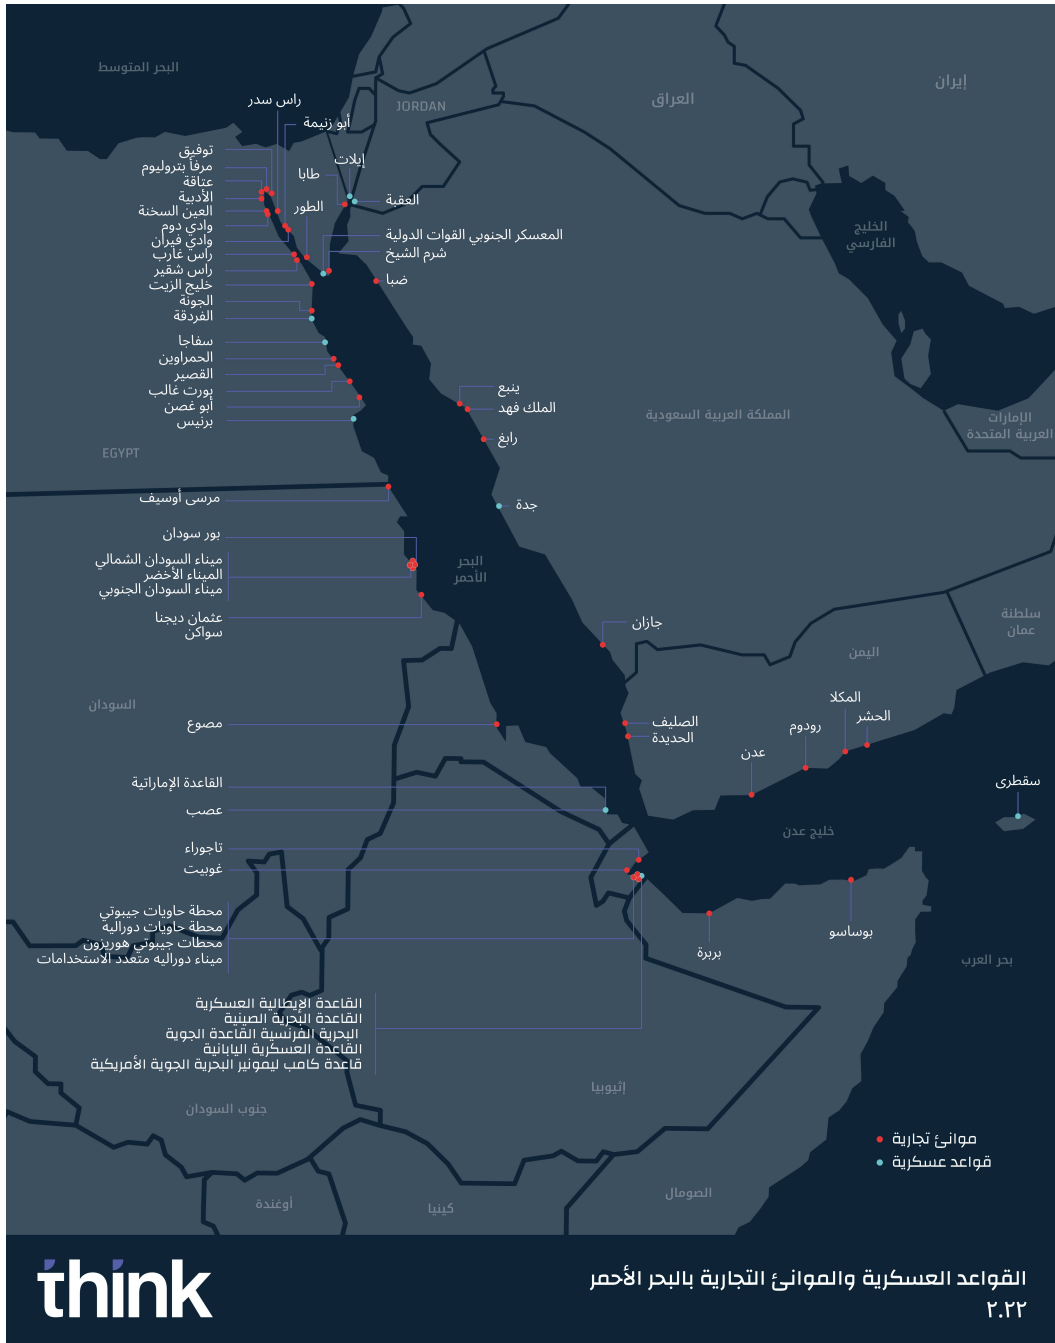 البحر المتوسط
إيران
العراق
JORDAN
راس سدر
أبو زنيمة
توفيق
مرفأ بتروليوم
عتاقة
الأدبية
العين السخنة
وادي دوم
وادي فيران
راس غارب
راس شقير
خليج الزيت
الجونة
الغردقة
سفاجا
الحمراوين
القصير
بورت غالب
أبو غصن
برنيس
إيلات
طابا
العقبة
الطور
المعسكر الجنوبي القوات الدولية
شرم الشيخ
ضبا
الخليج
الفارسي
ينبع
الملك فهد
رابغ
المملكة العربية السعودية
الإمارات
العربية المتحدة
EGYPT
جدة
مرسى أوسيف
بور سودان
ميناء السودان الشمالي
الميناء الأخضر
ميناء السودان الجنوبي
عثمان ديجنا
سواكن
البحر
الأحمر
جازان
سلطنة
عمان
اليمن
السودان
مصوع
الصليف
الحديدة
المكلا
الحشر
رودوم
عدن
سقطرى
القاعدة الإماراتية
عصب
خليج عدن
تاجوراء
غوبيت
محطة حاويات جيبوتي
محطة حاويات دوراليه
محطات جيبوتي هوريزون
ميناء دوراليه متعدد الاستخدامات
بوساسو
بربرة
بحر العرب
القاعدة الإيطالية العسكرية
القاعدة البحرية الصينية
البحرية الفرنسية القاعدة الجوية
القاعدة العسكرية اليابانية
قاعدة كامب ليمونير البحرية الجوية الأمريكية
إثيوبيا
جنوب السودان
موانئ تجارية
قواعد عسكرية
الصومال
أوغندة
كينيا
think
القواعد العسكرية والموانئ التجارية بالبحر الأحمر
٢.٢٢